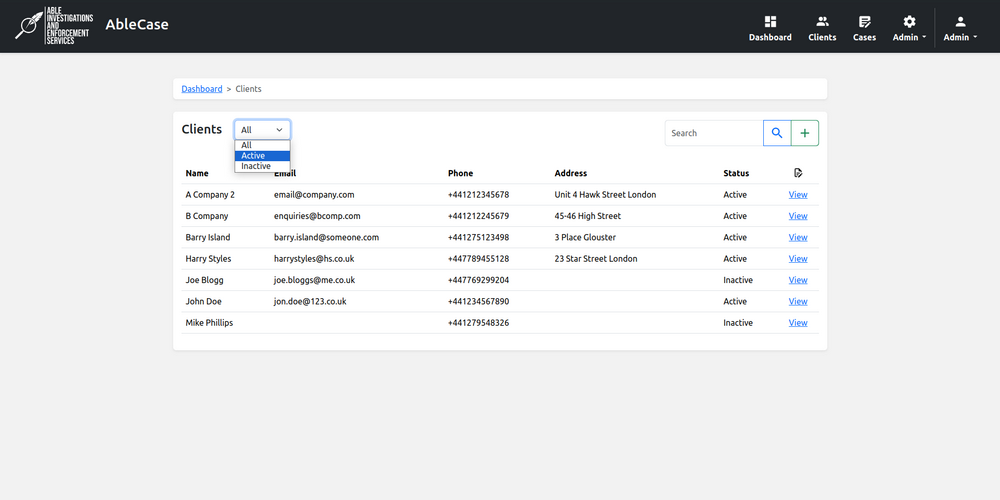 ABLE
INVESTIGATIONS
AND
ENFORCEMENT
SERVICES
AbleCase
Dashboard Clients Cases Admin Admin
Dashboard > Clients
Clients All Search
All
Active
Inactive
Name Email Phone Address Status
A Company 2 email@company.com +441212345678 Unit 4 Hawk Street London Active View
B Company enquiries@bcomp.com +441212245679 45-46 High Street Active View
Barry Island barry.island@someone.com +441275123498 3 Place Glouster Active View
Harry Styles harrystyles@hs.co.uk +447789455128 23 Star Street London Active View
Joe Blogg joe.bloggs@me.co.uk +447769299204 Inactive View
John Doe jon.doe@123.co.uk +441234567890 Active View
Mike Phillips +441279548326 Inactive View